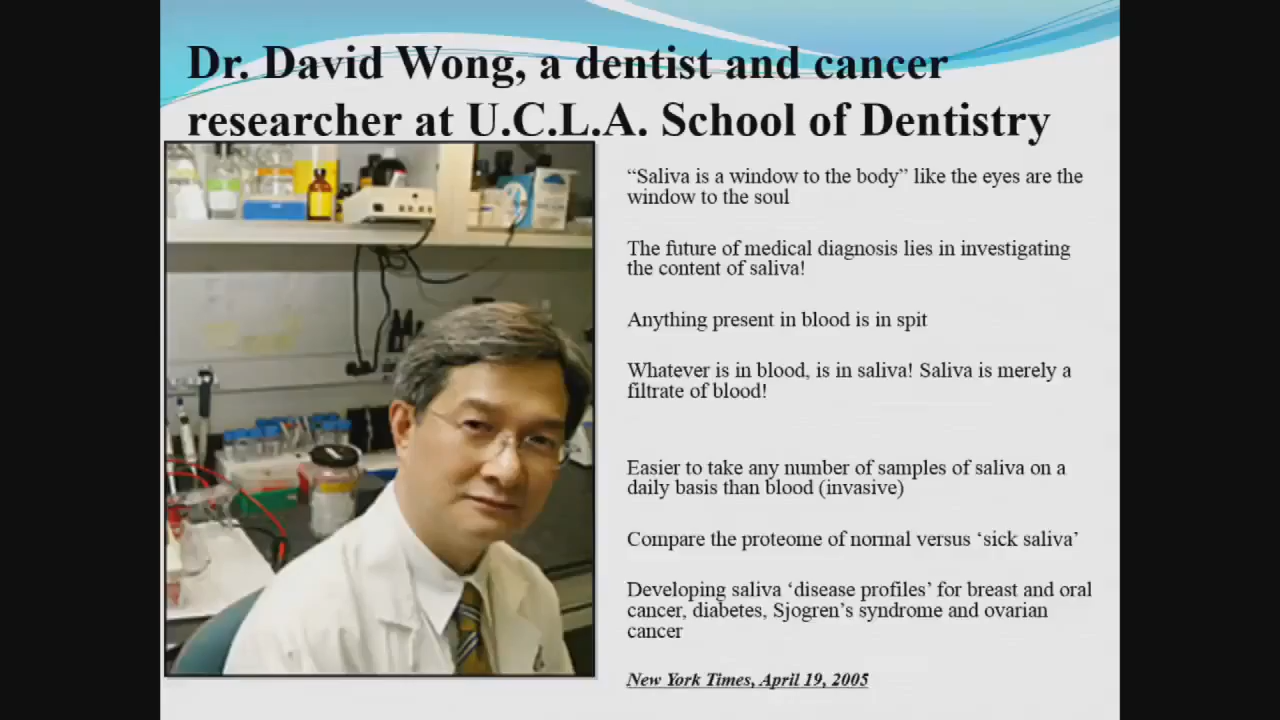 Dr. David Wong, a dentist and cancer
researcher at U.C.L.A. School of Dentistry
“Saliva is a window to the body” like the eyes are the
window to the soul
The future of medical diagnosis lies in investigating
the content of saliva!
Anything present in blood is in spit
Whatever is in blood, is in saliva! Saliva is merely a
filtrate of blood!
Easier to take any number of samples of saliva on a
daily basis than blood (invasive)
Compare the proteome of normal versus ‘sick saliva’
Developing saliva ‘disease profiles’ for breast and oral
cancer, diabetes, Sjogren’s syndrome and ovarian
cancer
New York Times, April 19, 2005